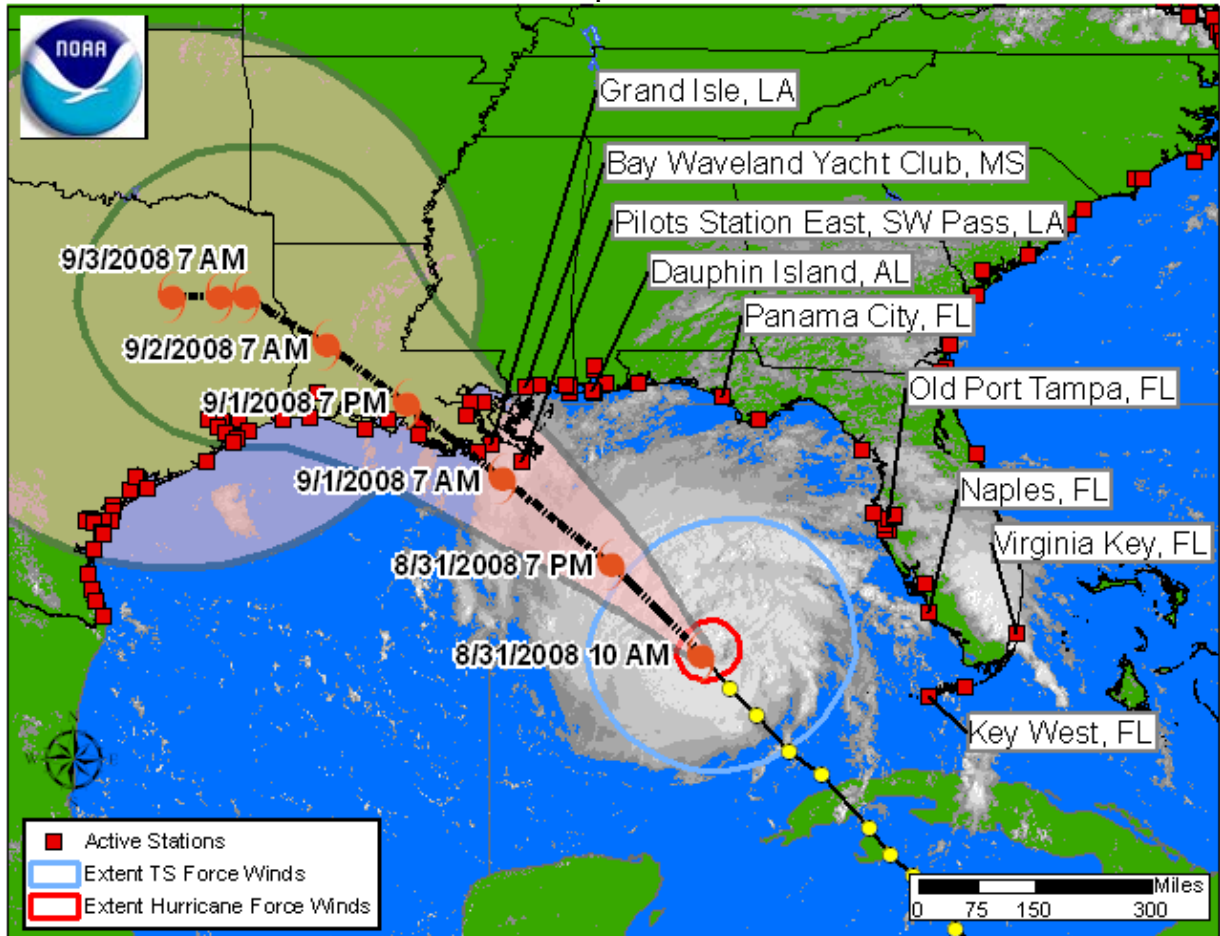 NOAA
Grand Isle, LA
Bay Waveland Yacht Club, MS
Pilots Station East, SW Pass, LA
Dauphin Island, AL
9/3/2008 7 AM
Panama City, FL
9/2/2008 7 AM
Old Port Tampa, FL
9/1/2008 7 PM
9/1/2008 7 AM
Naples, FL
Virginia Key, FL
8/31/2008 7 PM
8/31/2008 10 AM
Key West, FL
W E
Active Stations
Extent TS Force Winds
Extent Hurricane Force Winds
Miles
0 75 150 300